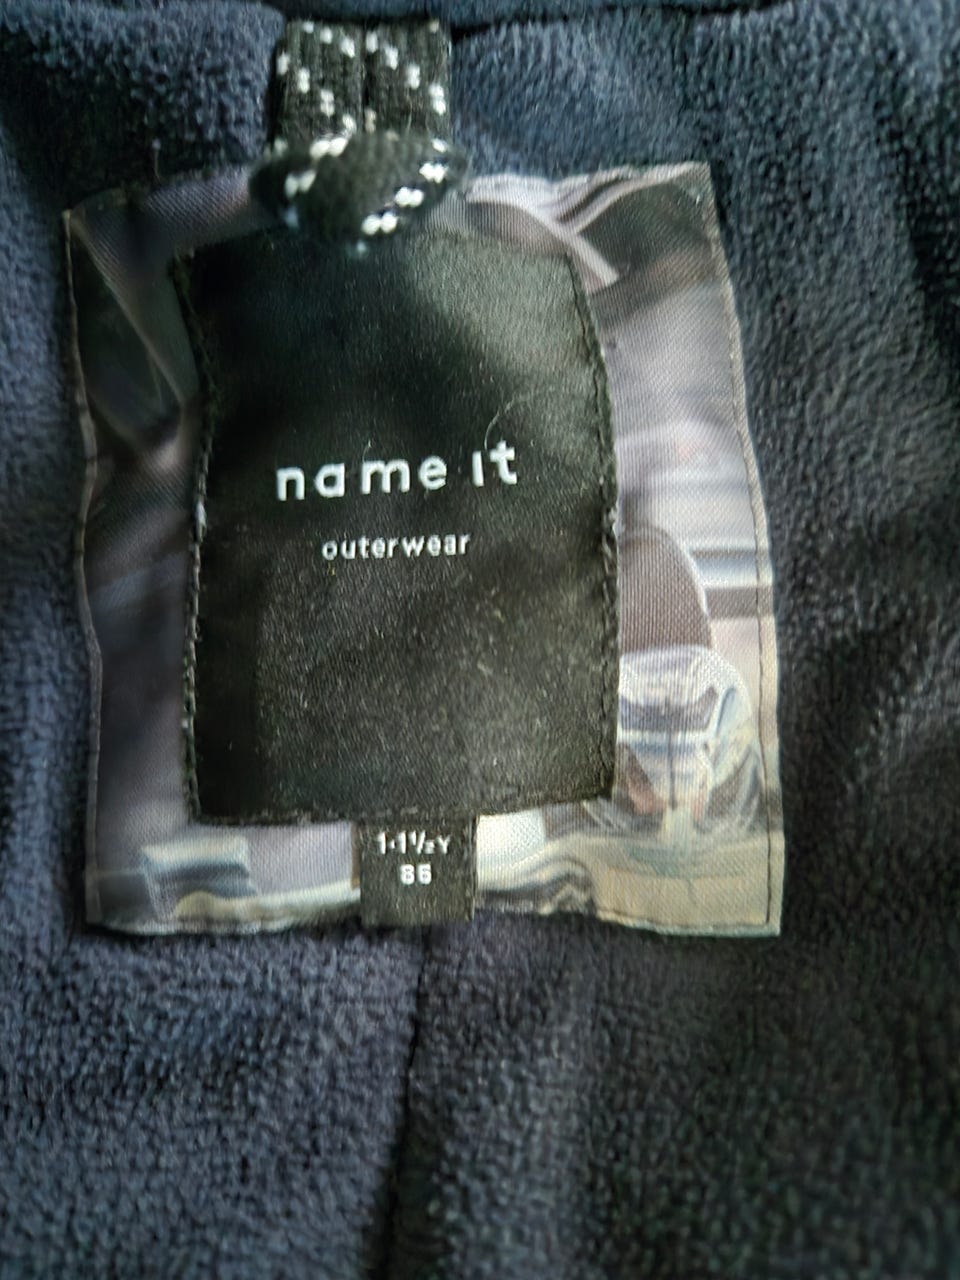 name it
outerwear
1-1½Y
86